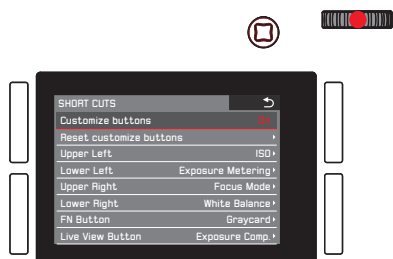 SHORT CUTS
Customize buttons
Reset customize buttons
Upper Left ISO
Lower Left Exposure Metering
Upper Right Focus Mode
Lower Right White Balance
FN Button Graycard
Live View Button Exposure Comp.